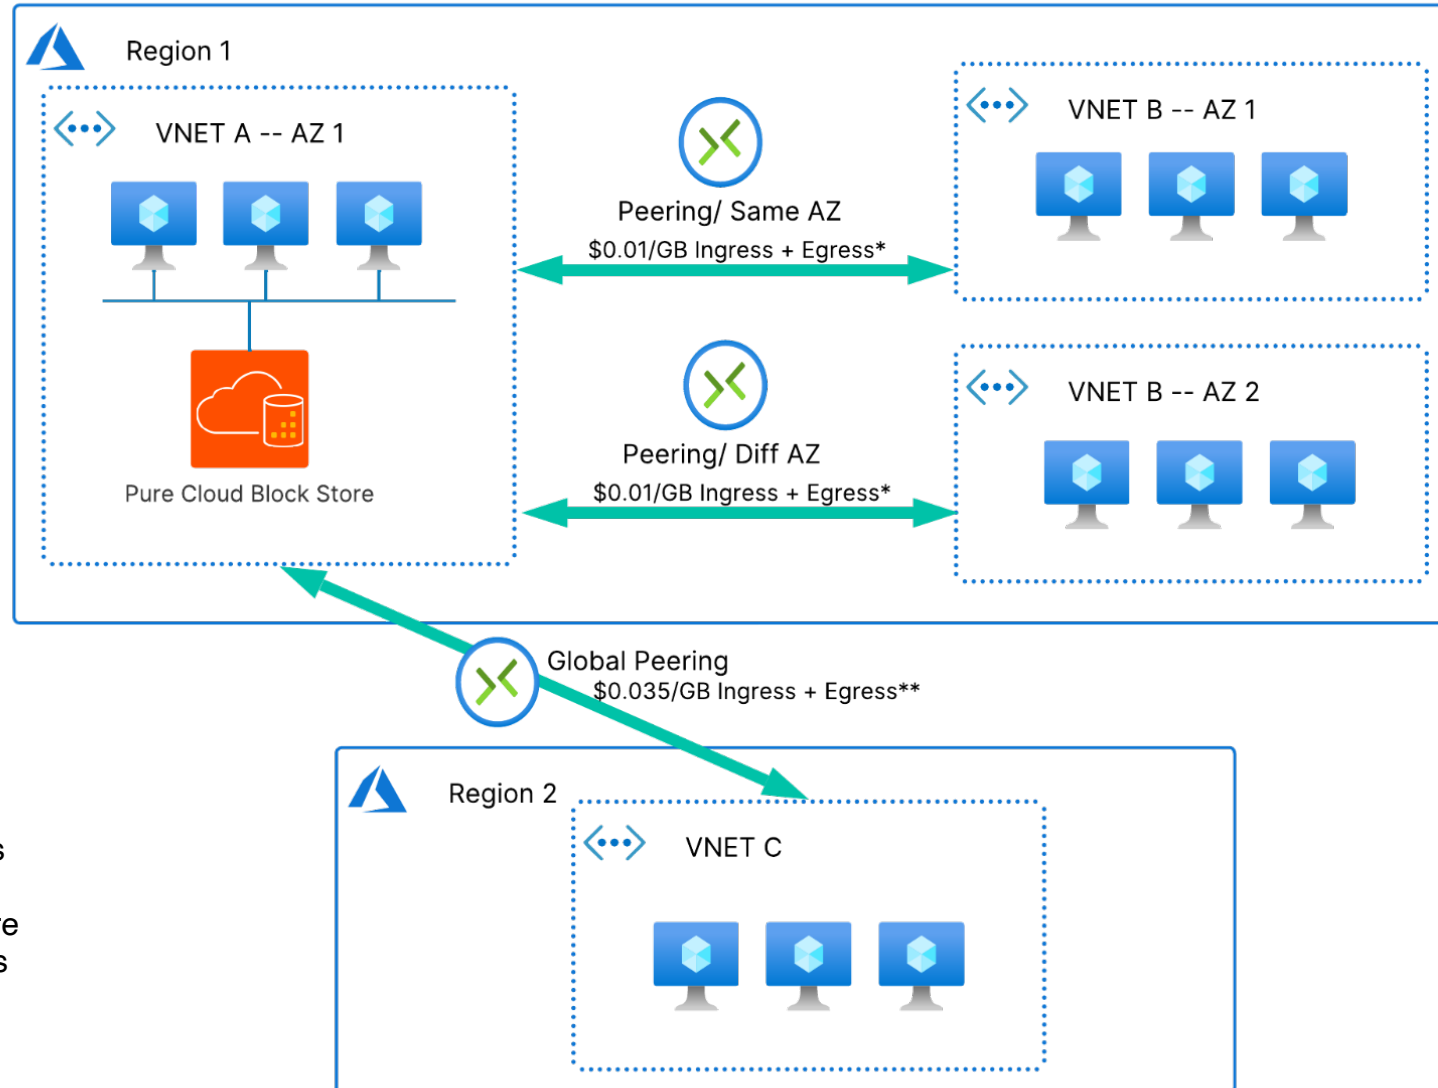 Region 1
VNET A -- AZ 1
VNET B -- AZ 1
Peering/ Same AZ
$0.01/GB Ingress + Egress*
VNET B -- AZ 2
Peering/ Diff AZ
$0.01/GB Ingress + Egress*
Pure Cloud Block Store
Global Peering
$0.035/GB Ingress + Egress**
Region 2
VNET C